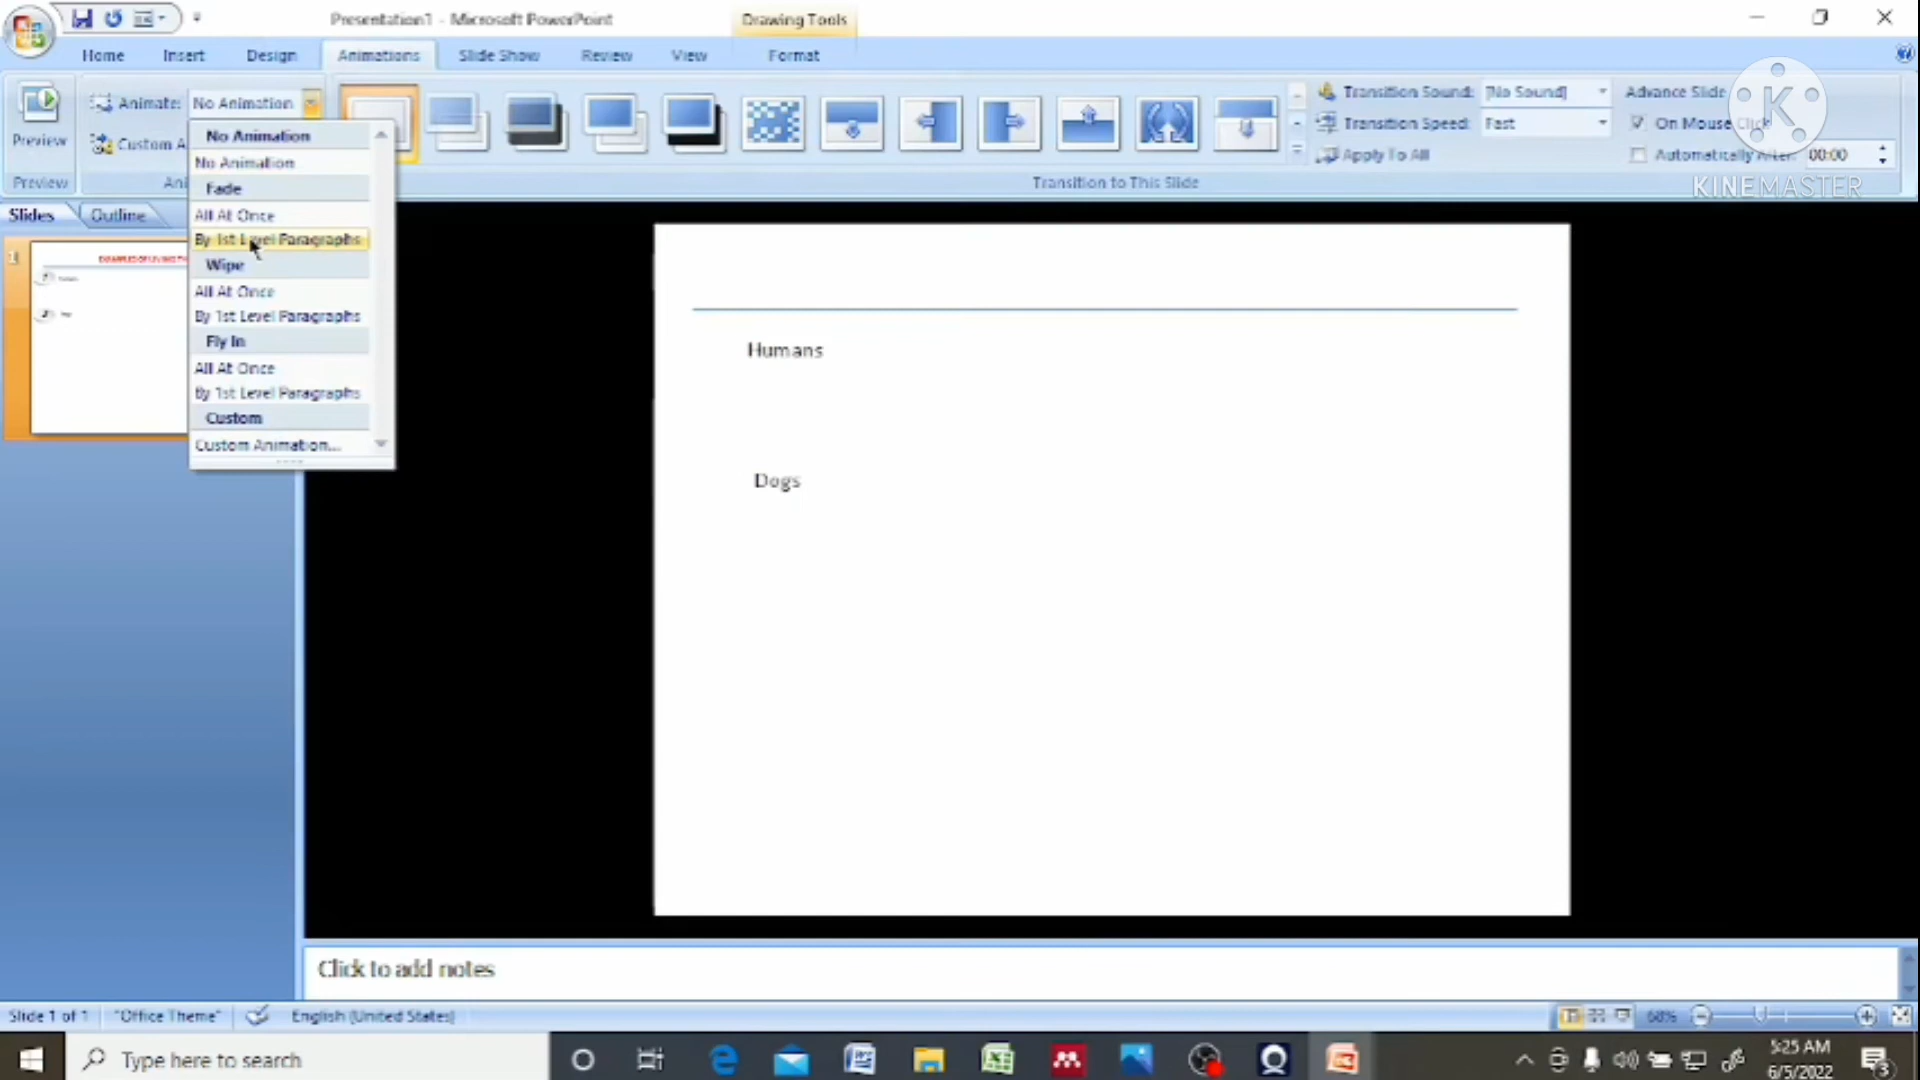 Presentation1 - Microsoft PowerPoint
Drawing Tools
Home
Insert
Design
Animations
Slide Show
Review
View
Format
Preview
Preview
Animate:
No Animation
Custom A
Ani
No Animation
No Animation
Fade
All At Once
By 1st Level Paragraphs
Wipe
All At Once
By 1st Level Paragraphs
Fly In
All At Once
By 1st Level Paragraphs
Custom
Custom Animation...
Transition Sound:
[No Sound]
Transition Speed:
Fast
Apply To All
Transition to This Slide
Advance Slide
On Mouse Click
Automatically After:
00:00
K
KINEMASTER
Slides
Outline
1
Humans
Dogs
Click to add notes
Slide 1 of 1
"Office Theme"
English (United States)
68%
Type here to search
5:25 AM
6/5/2022
3